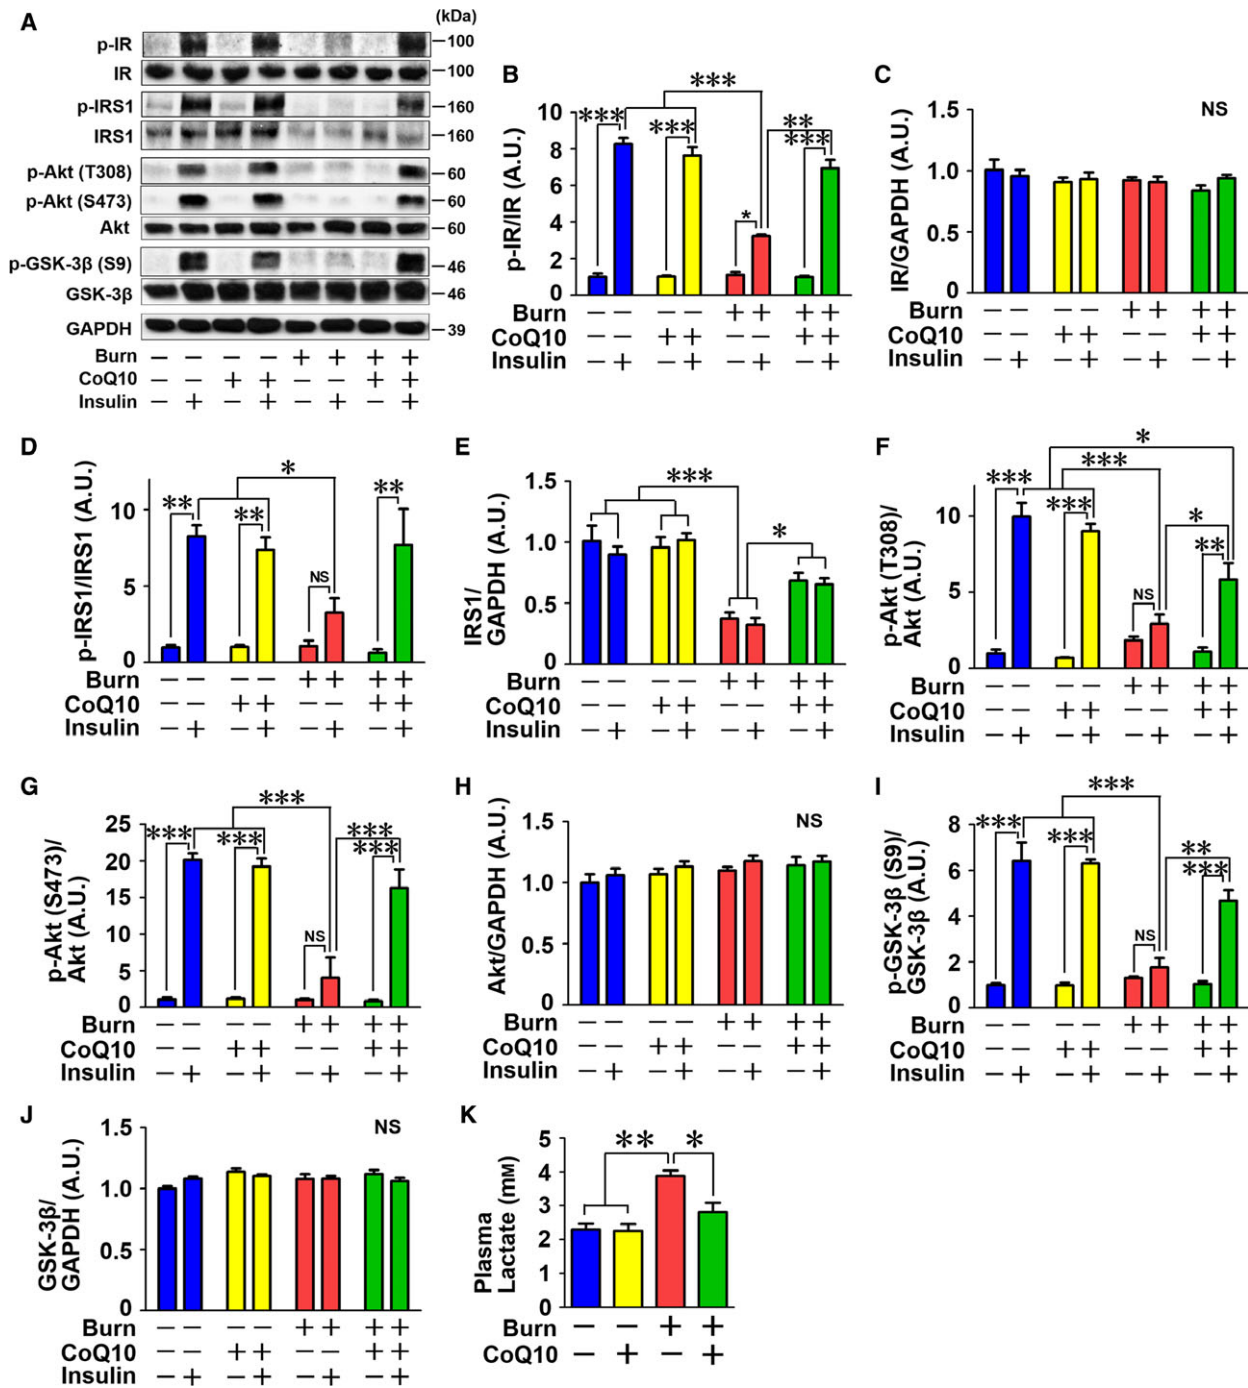 A
(kDa)
p-IR
100
IR
100
p-IRS1
160
IRS1
160
p-Akt (T308)
60
p-Akt (S473)
60
Akt
60
p-GSK-3β (S9)
46
GSK-3β
46
GAPDH
39
Burn − − − − + + + +
CoQ10 − − + + − − + +
Insulin − + − + − + − +
B
p-IR/IR (A.U.)
10
8
6
4
2
0
*** *** *** * ** ***
Burn − − − − + + + +
CoQ10 − − + + − − + +
Insulin − + − + − + − +
C
NS
IR/GAPDH (A.U.)
1.5
1.0
0.5
0
Burn − − − − + + + +
CoQ10 − − + + − − + +
Insulin − + − + − + − +
D
p-IRS1/IRS1 (A.U.)
10
5
0
** ** * NS **
Burn − − − − + + + +
CoQ10 − − + + − − + +
Insulin − + − + − + − +
E
IRS1/
GAPDH (A.U.)
1.5
1.0
0.5
0
*** *
Burn − − − − + + + +
CoQ10 − − + + − − + +
Insulin − + − + − + − +
F
p-Akt (T308)/
Akt (A.U.)
10
5
0
*** *** *** * NS * **
Burn − − − − + + + +
CoQ10 − − + + − − + +
Insulin − + − + − + − +
G
p-Akt (S473)/
Akt (A.U.)
25
20
15
10
5
0
*** *** *** NS *** ***
Burn − − − − + + + +
CoQ10 − − + + − − + +
Insulin − + − + − + − +
H
NS
Akt/GAPDH (A.U.)
1.5
1.0
0.5
0
Burn − − − − + + + +
CoQ10 − − + + − − + +
Insulin − + − + − + − +
I
p-GSK-3β (S9)/
GSK-3β (A.U.)
8
6
4
2
0
*** *** *** NS ** ***
Burn − − − − + + + +
CoQ10 − − + + − − + +
Insulin − + − + − + − +
J
NS
GSK-3β/
GAPDH (A.U.)
1.5
1.0
0.5
0
Burn − − − − + + + +
CoQ10 − − + + − − + +
Insulin − + − + − + − +
K
Plasma
Lactate (mM)
5
4
3
2
1
0
** *
Burn − − + +
CoQ10 − + − +